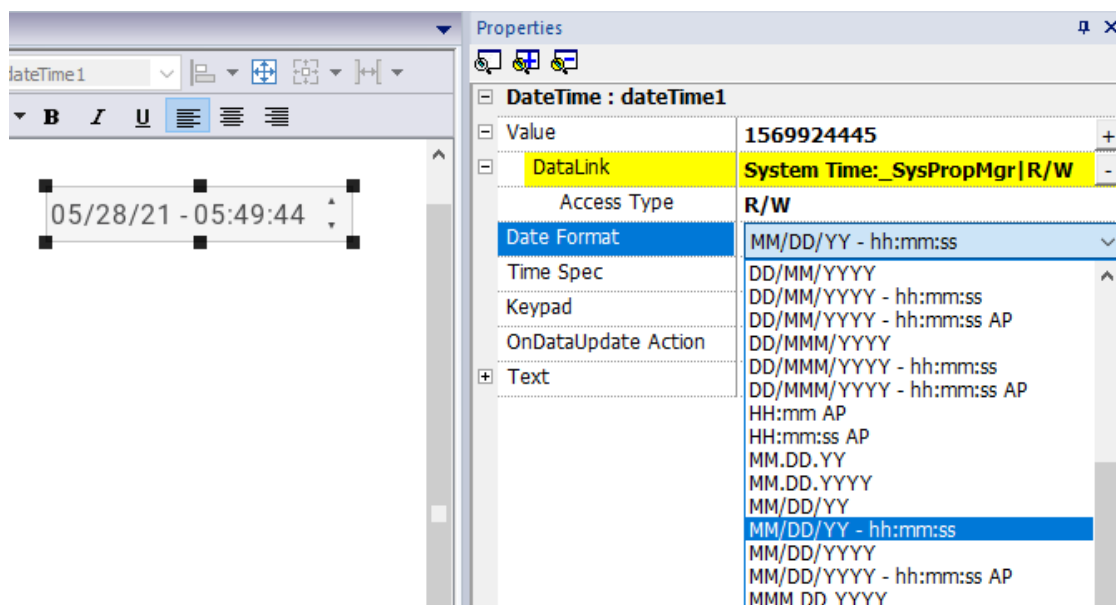 Properties
dateTime1
B I U
DateTime : dateTime1
Value 1569924445 +
DataLink System Time:_SysPropMgr|R/W -
Access Type R/W
05/28/21 - 05:49:44
Date Format MM/DD/YY - hh:mm:ss
Time Spec
Keypad
OnDataUpdate Action
Text
DD/MM/YYYY
DD/MM/YYYY - hh:mm:ss
DD/MM/YYYY - hh:mm:ss AP
DD/MMM/YYYY
DD/MMM/YYYY - hh:mm:ss
DD/MMM/YYYY - hh:mm:ss AP
HH:mm AP
HH:mm:ss AP
MM.DD.YY
MM.DD.YYYY
MM/DD/YY
MM/DD/YY - hh:mm:ss
MM/DD/YYYY
MM/DD/YYYY - hh:mm:ss AP
MMM DD YYYY